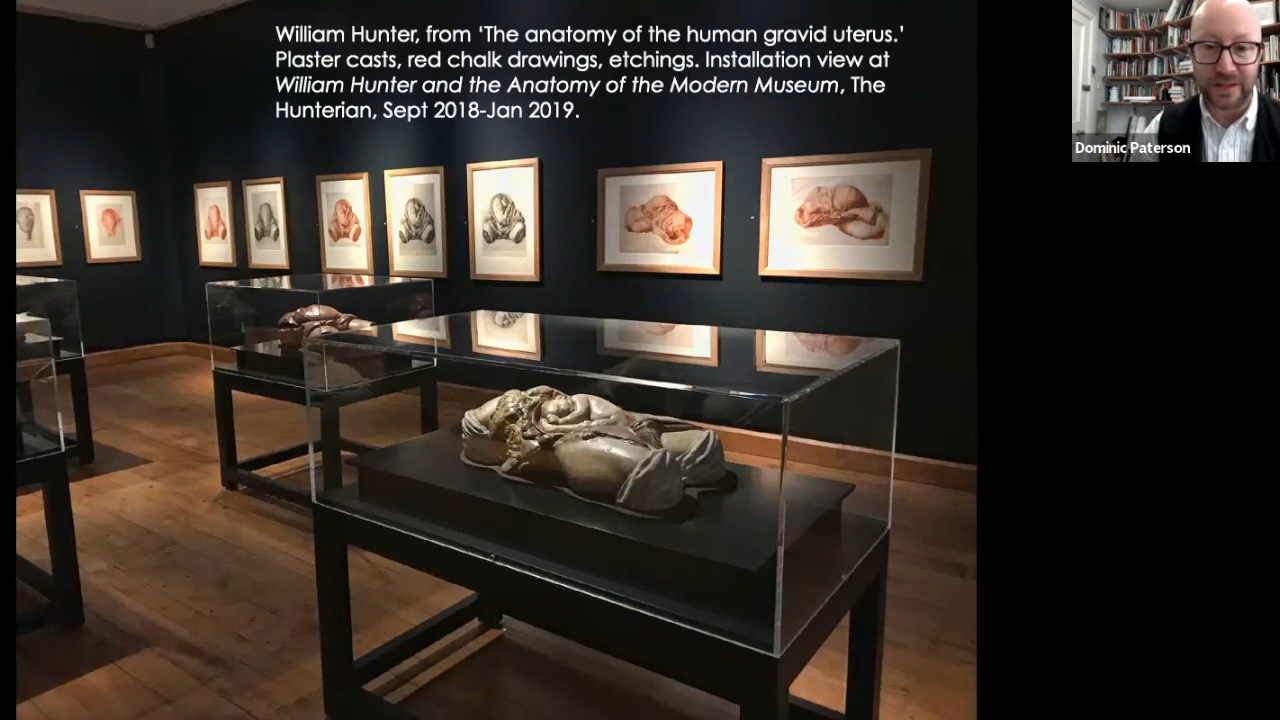 William Hunter, from ‘The anatomy of the human gravid uterus.’
Plaster casts, red chalk drawings, etchings. Installation view at
William Hunter and the Anatomy of the Modern Museum, The
Hunterian, Sept 2018-Jan 2019.
Dominic Paterson